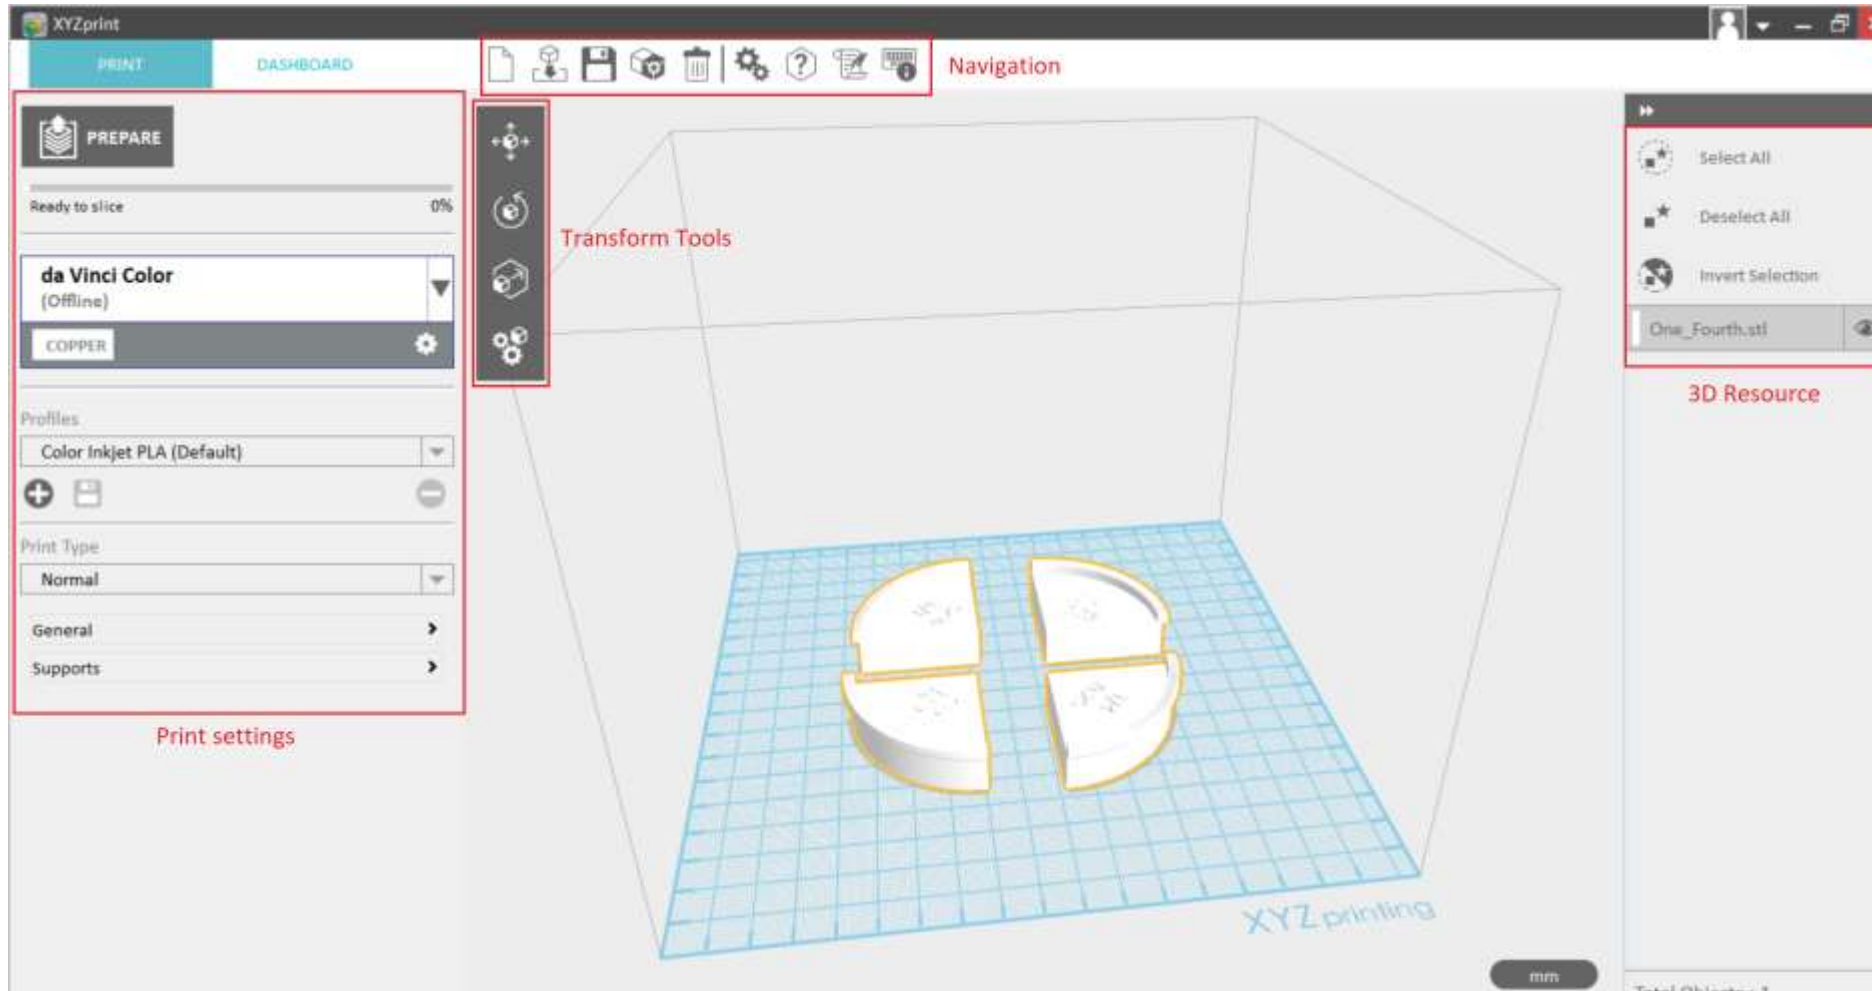 XYZprint
PRINT
DASHBOARD
Navigation
PREPARE
Ready to slice 0%
da Vinci Color
(Offline)
COPPER
Profiles
Color Inkjet PLA (Default)
Print Type
Normal
General
Supports
Print settings
Transform Tools
Select All
Deselect All
Invert Selection
One_Fourth.stl
3D Resource
XYZprinting
mm